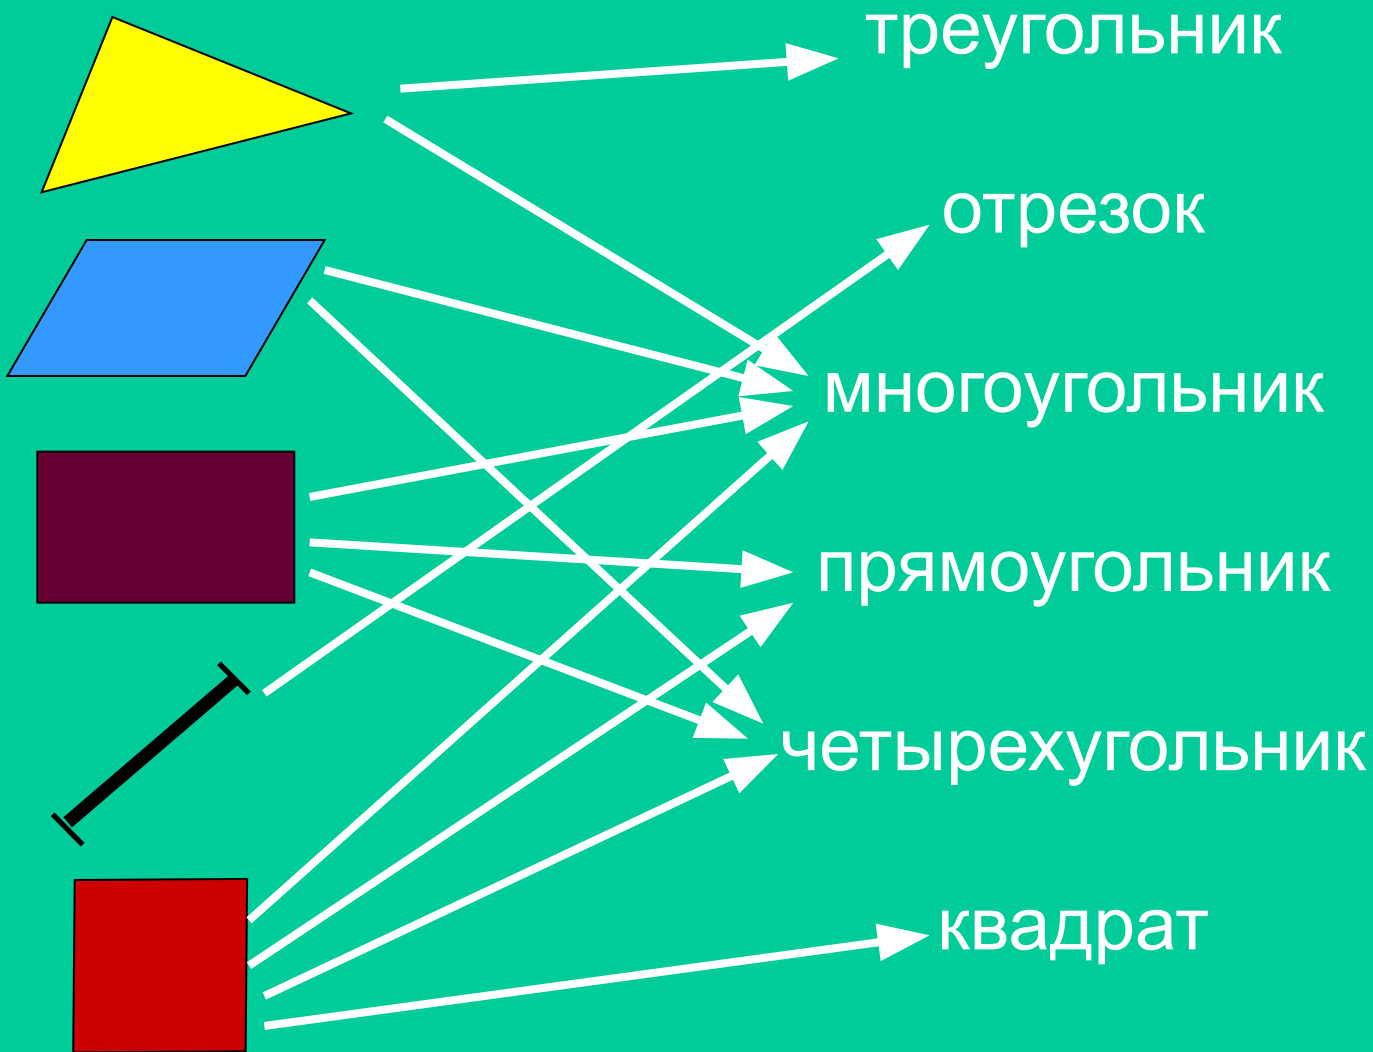 треугольник
отрезок
многоугольник
прямоугольник
четырехугольник
квадрат